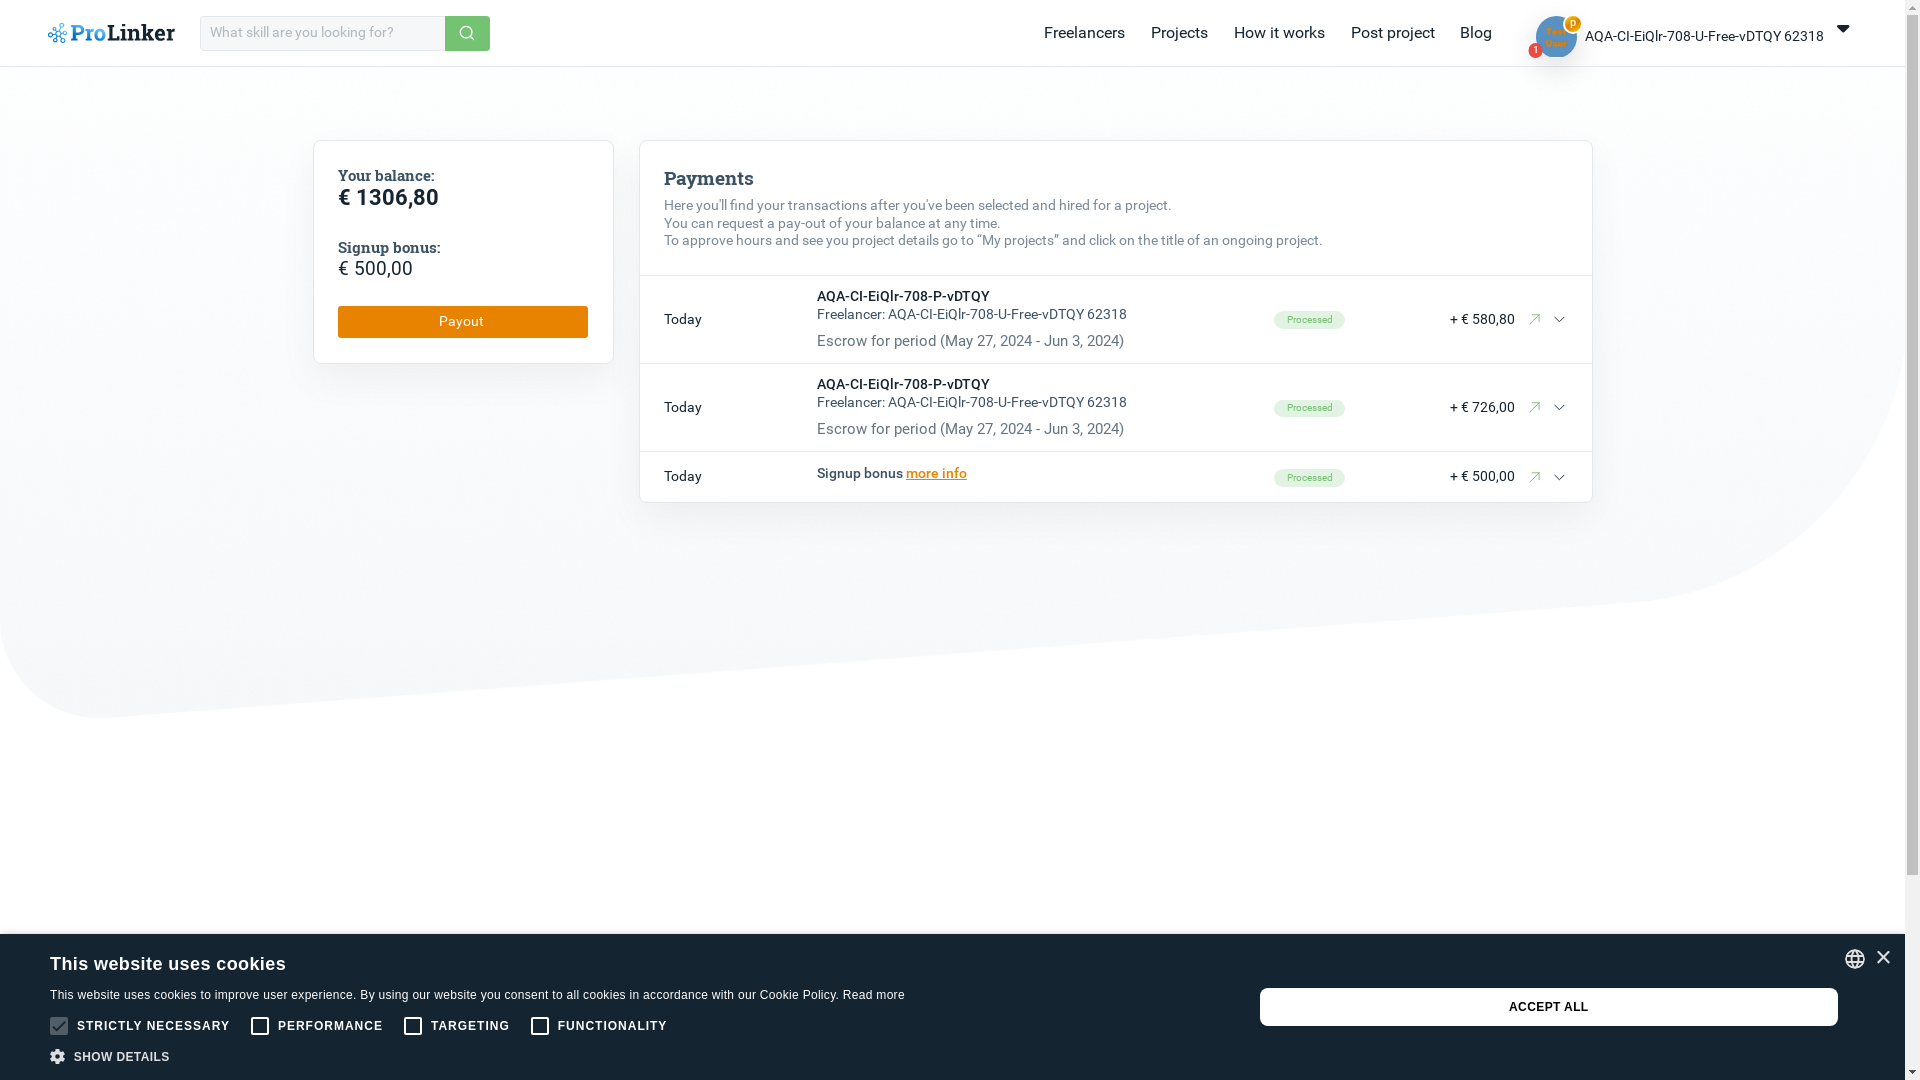 ProLinker
What skill are you looking for?
Freelancers
Projects
How it works
Post project
Blog
p
Test
User
1
AQA-CI-EiQlr-708-U-Free-vDTQY 62318
Your balance:
€ 1306,80
Signup bonus:
€ 500,00
Payout
Payments
Here you'll find your transactions after you've been selected and hired for a project.
You can request a pay-out of your balance at any time.
To approve hours and see you project details go to “My projects” and click on the title of an ongoing project.
Today
AQA-CI-EiQlr-708-P-vDTQY
Freelancer: AQA-CI-EiQlr-708-U-Free-vDTQY 62318
Escrow for period (May 27, 2024 - Jun 3, 2024)
Processed
+ € 580,80
Today
AQA-CI-EiQlr-708-P-vDTQY
Freelancer: AQA-CI-EiQlr-708-U-Free-vDTQY 62318
Escrow for period (May 27, 2024 - Jun 3, 2024)
Processed
+ € 726,00
Today
Signup bonus more info
Processed
+ € 500,00
This website uses cookies
This website uses cookies to improve user experience. By using our website you consent to all cookies in accordance with our Cookie Policy. Read more
STRICTLY NECESSARY
PERFORMANCE
TARGETING
FUNCTIONALITY
SHOW DETAILS
ACCEPT ALL